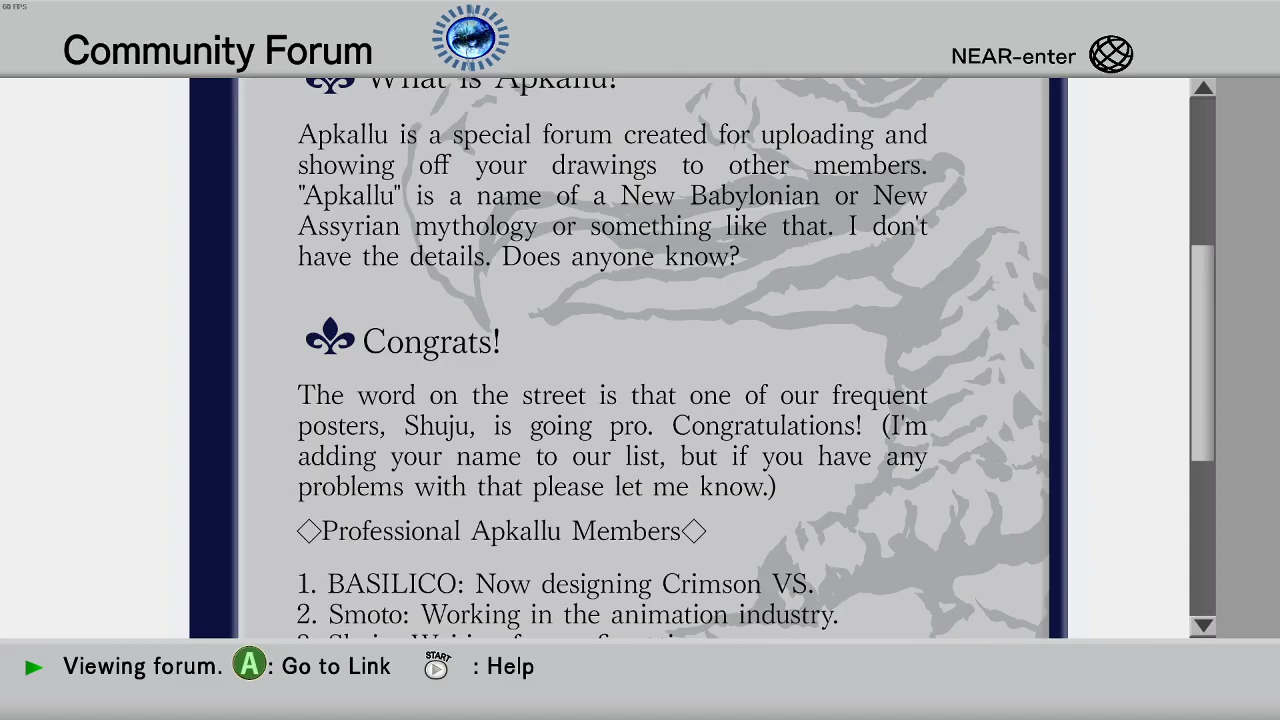 60 FPS
Community Forum
NEAR-enter
What is Apkallu?
Apkallu is a special forum created for uploading and
showing off your drawings to other members.
"Apkallu" is a name of a New Babylonian or New
Assyrian mythology or something like that. I don't
have the details. Does anyone know?
Congrats!
The word on the street is that one of our frequent
posters, Shuju, is going pro. Congratulations! (I'm
adding your name to our list, but if you have any
problems with that please let me know.)
◇Professional Apkallu Members◇
1. BASILICO: Now designing Crimson VS.
2. Smoto: Working in the animation industry.
Viewing forum. A : Go to Link START : Help